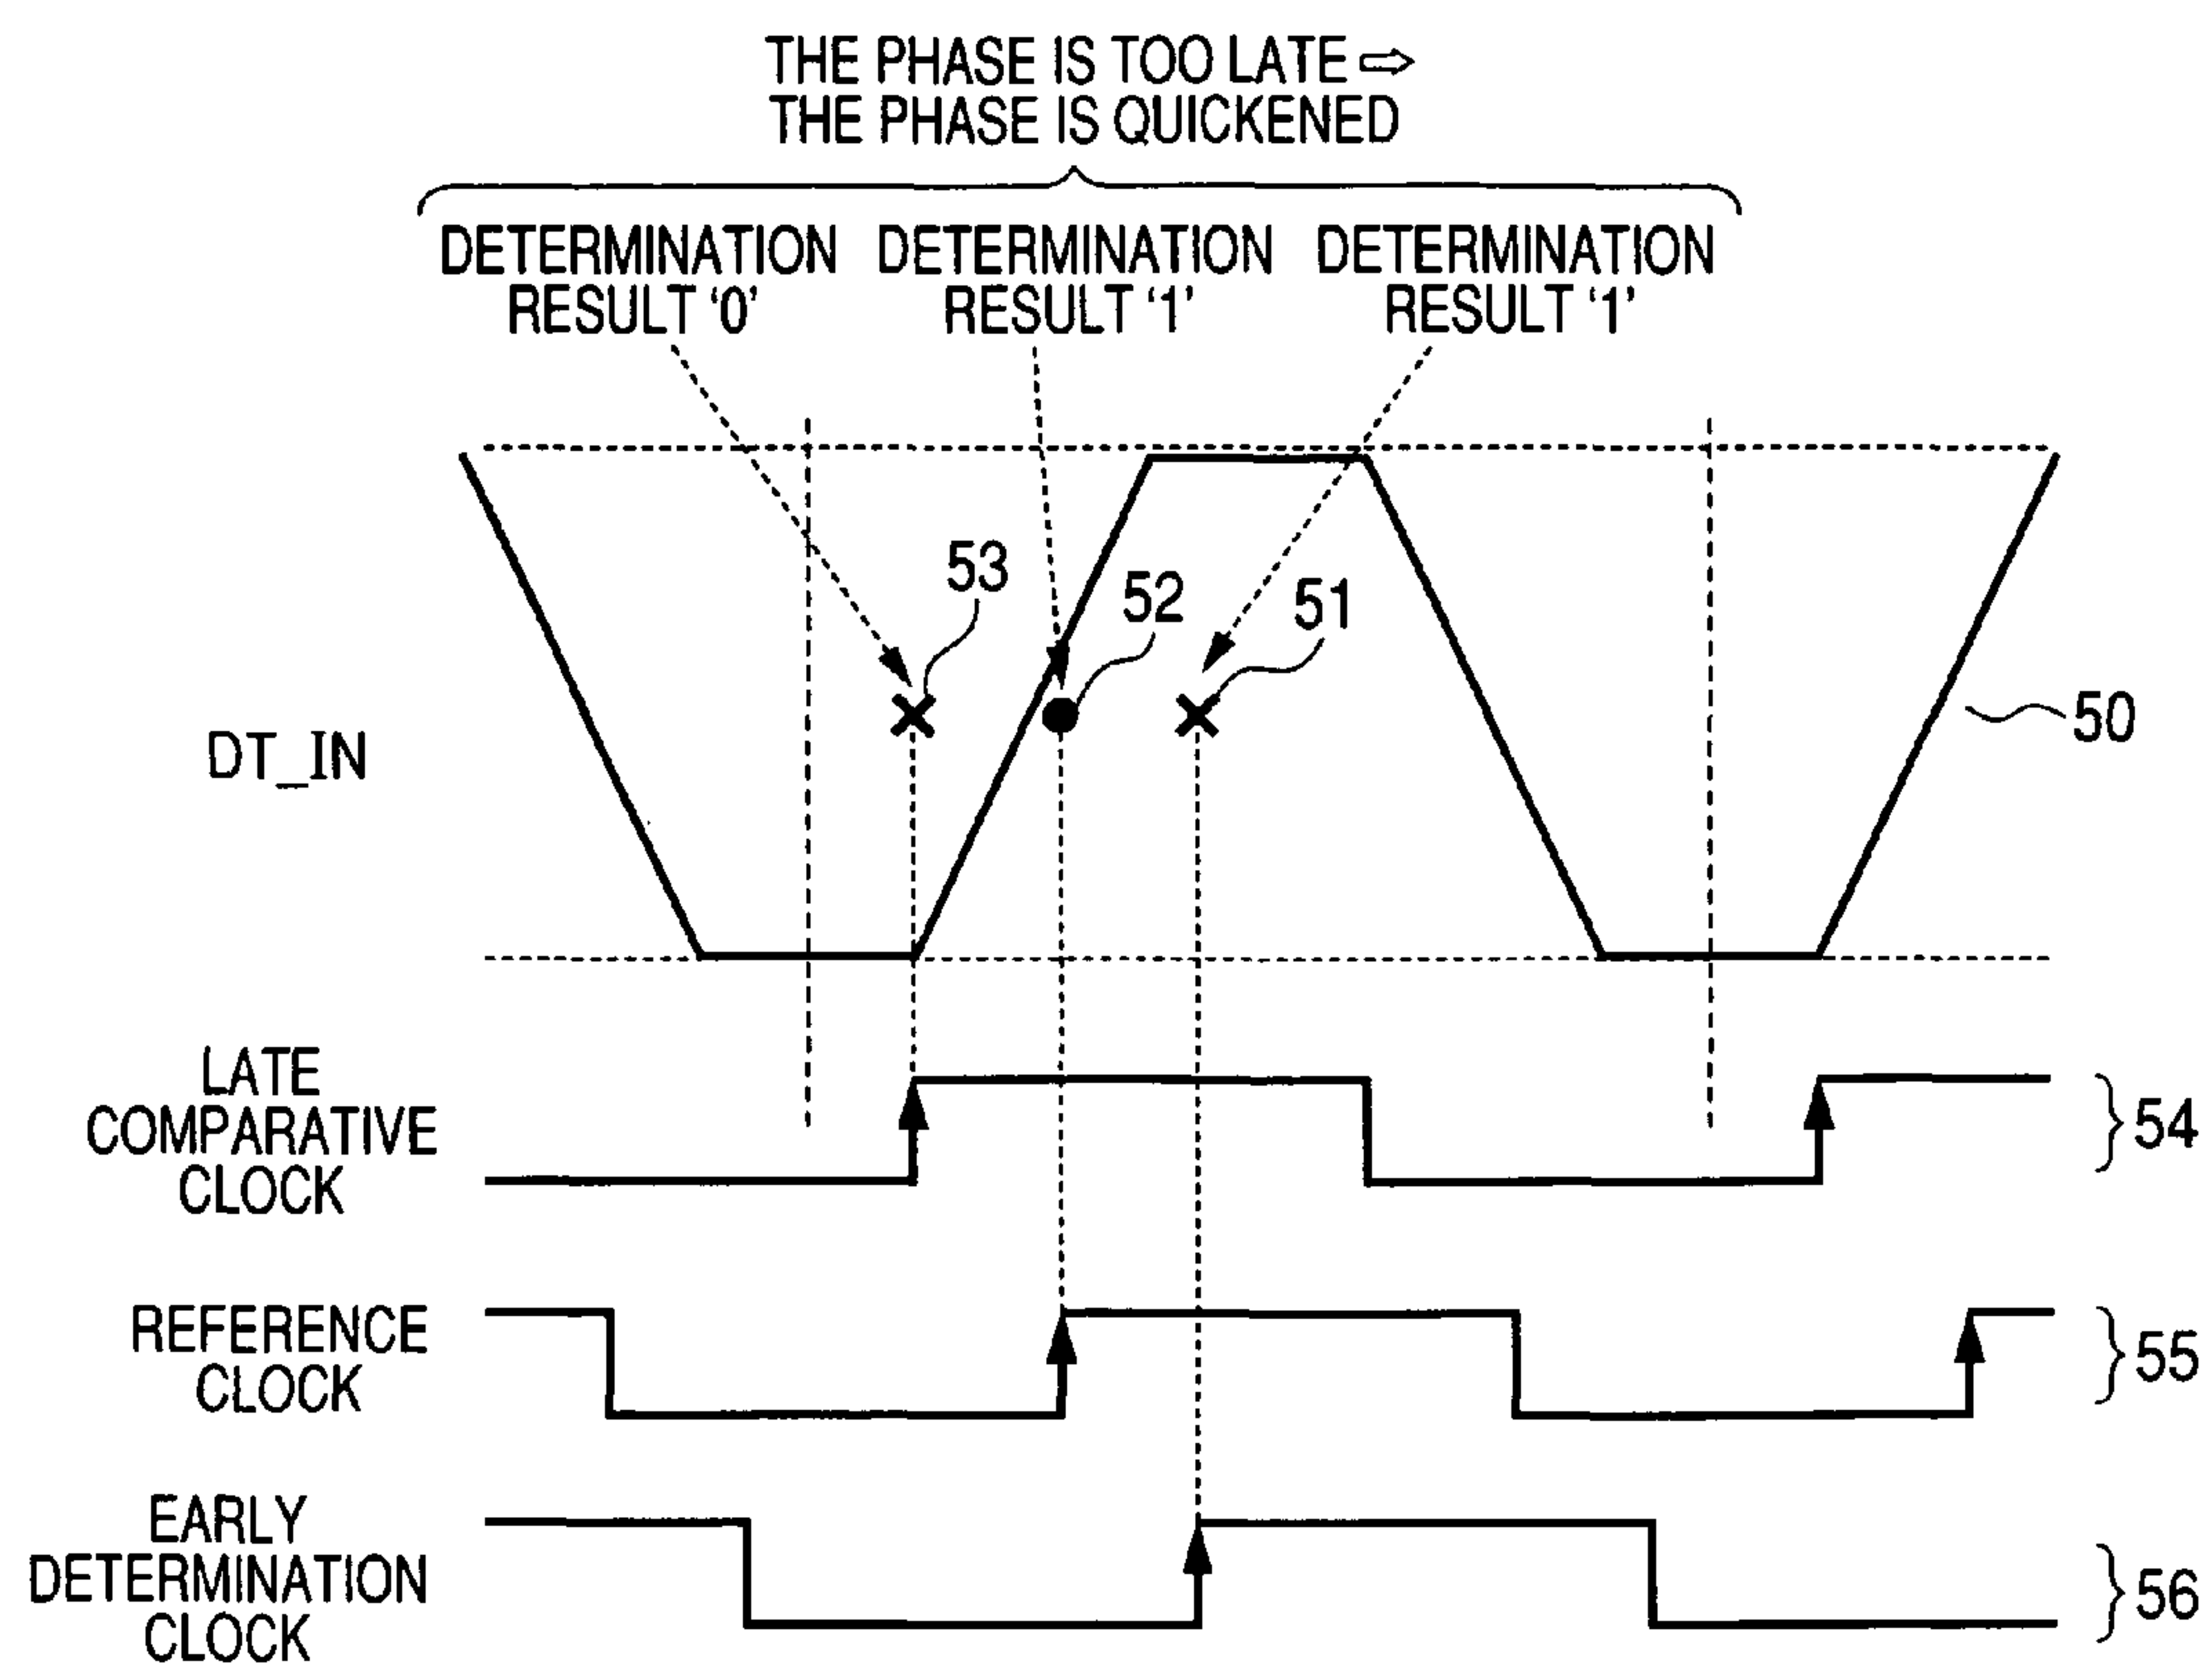 THE PHASE IS TOO LATE ⇨
THE PHASE IS QUICKENED
DETERMINATION RESULT ‘0’
DETERMINATION RESULT ‘1’
DETERMINATION RESULT ‘1’
53
52
51
50
DT_IN
LATE
COMPARATIVE
CLOCK
54
REFERENCE
CLOCK
55
EARLY
DETERMINATION
CLOCK
56